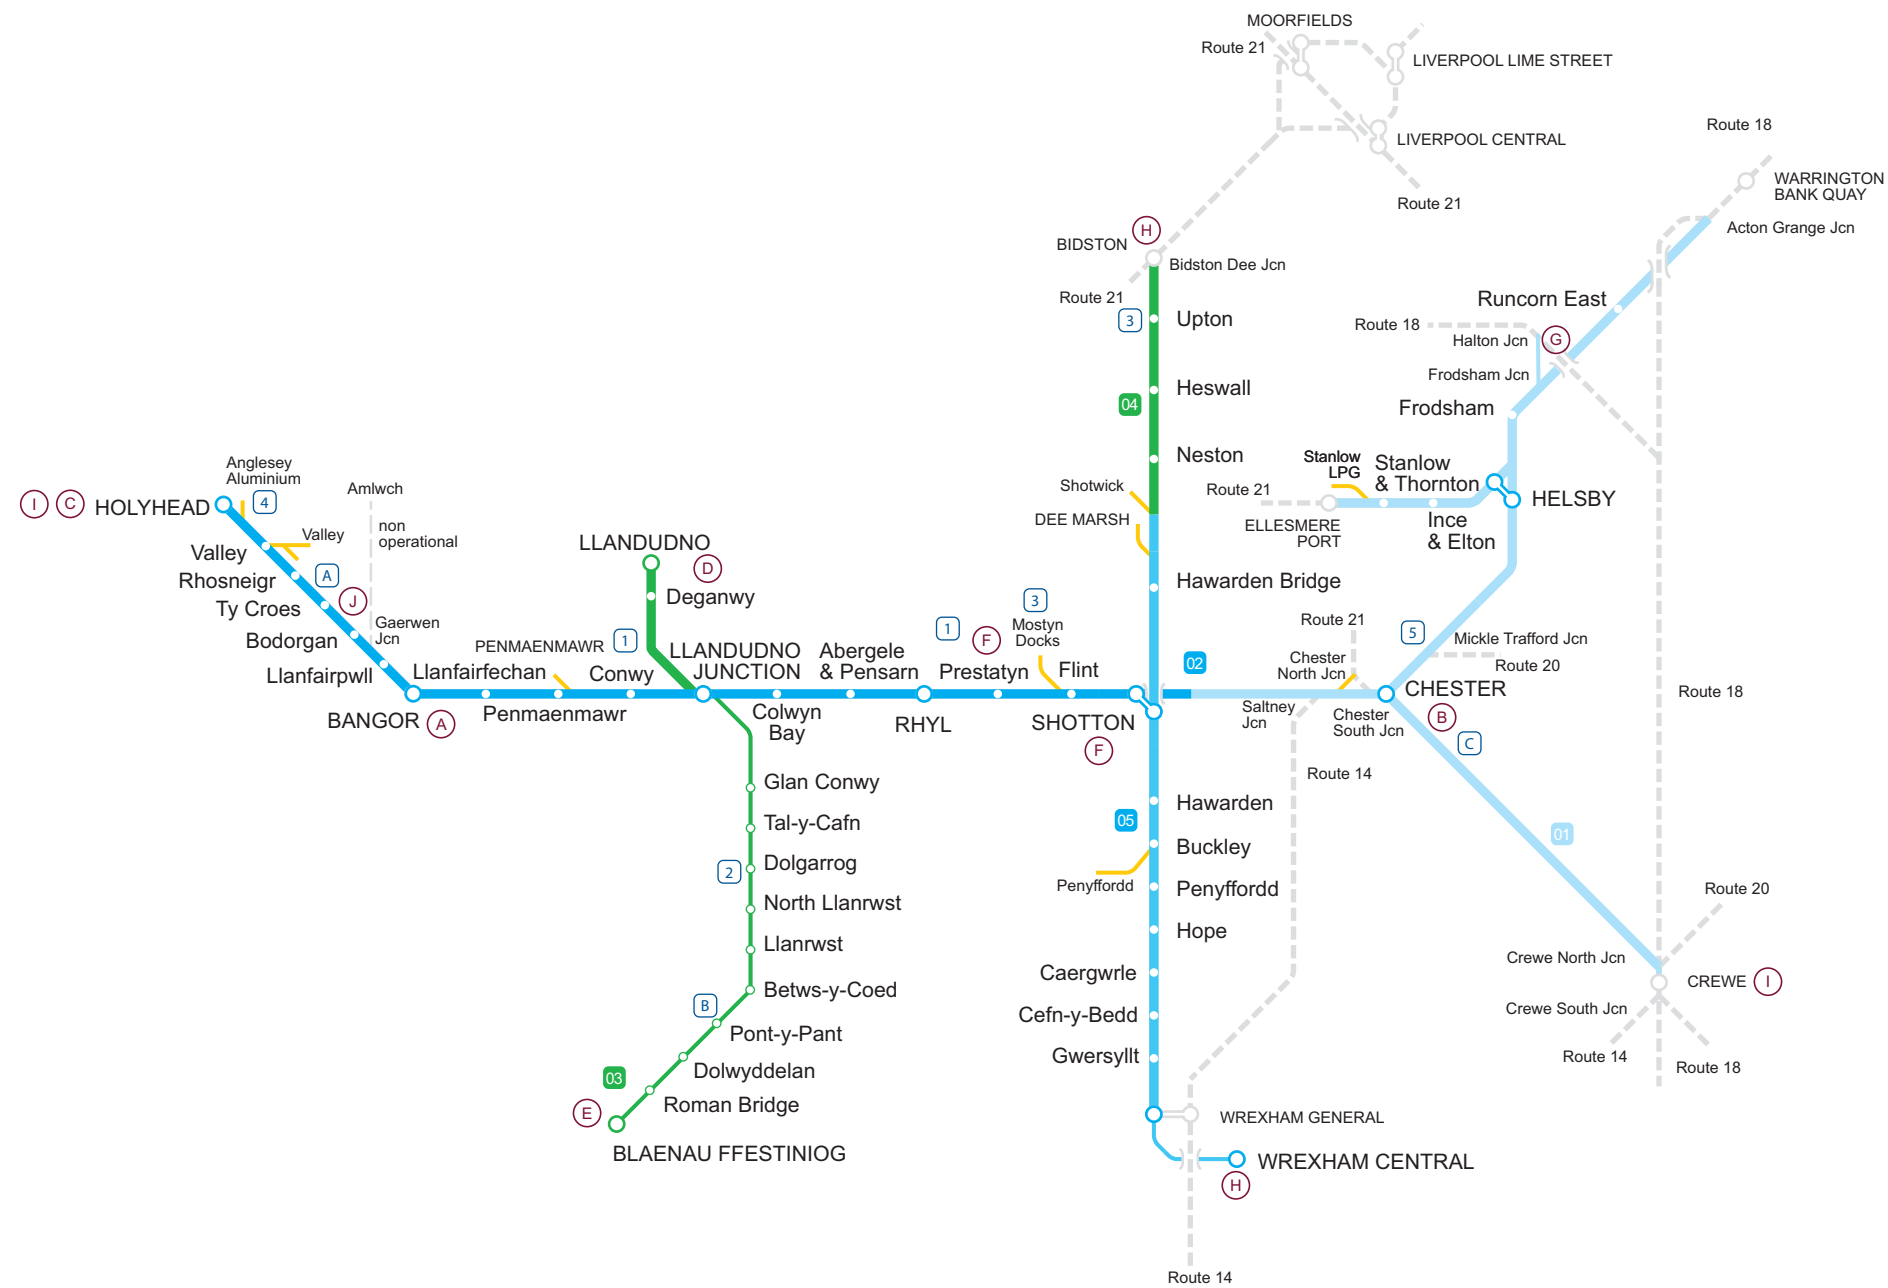 MOORFIELDS
Route 21
LIVERPOOL LIME STREET
LIVERPOOL CENTRAL
Route 21
Route 18
WARRINGTON
BANK QUAY
Acton Grange Jcn
H
BIDSTON
Bidston Dee Jcn
Route 21
3
Upton
Runcorn East
Route 18
Halton Jcn
G
Frodsham Jcn
Heswall
04
Frodsham
Neston
Shotwick
DEE MARSH
Stanlow
LPG
Stanlow
& Thornton
Route 21
ELLESMERE
PORT
Ince
& Elton
HELSBY
Anglesey
Aluminium
Amlwch
I
C
HOLYHEAD
4
non
operational
Valley
Valley
Rhosneigr
A
Ty Croes
J
Bodorgan
Gaerwen
Jcn
Llanfairpwll
BANGOR
A
LLANDUDNO
D
Deganwy
PENMAENMAWR
1
Llanfairfechan
Conwy
Penmaenmawr
LLANDUDNO
JUNCTION
Colwyn
Bay
Abergele
& Pensarn
RHYL
1
F
Prestatyn
3
Mostyn
Docks
Flint
SHOTTON
F
Hawarden Bridge
02
Route 21
Chester
North Jcn
Saltney
Jcn
Chester
South Jcn
5
Mickle Trafford Jcn
Route 20
CHESTER
B
C
Route 18
Route 14
Glan Conwy
Tal-y-Cafn
Dolgarrog
2
North Llanrwst
Llanrwst
Betws-y-Coed
B
Pont-y-Pant
Dolwyddelan
03
Roman Bridge
E
BLAENAU FFESTINIOG
Hawarden
05
Buckley
Penyffordd
Penyffordd
Hope
Caergwrle
Cefn-y-Bedd
Gwersyllt
01
Route 20
Crewe North Jcn
CREWE
I
Crewe South Jcn
Route 14
Route 18
WREXHAM GENERAL
WREXHAM CENTRAL
H
Route 14